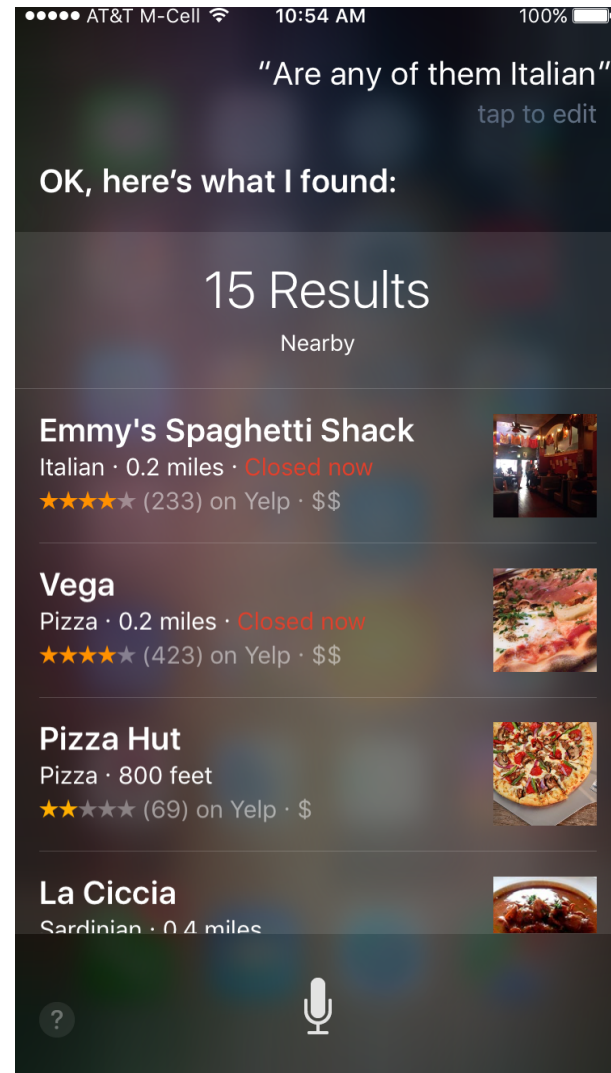 AT&T M-Cell 10:54 AM 100%
“Are any of them Italian”
tap to edit
OK, here’s what I found:
15 Results
Nearby
Emmy's Spaghetti Shack
Italian · 0.2 miles · Closed now
(233) on Yelp · $$
Vega
Pizza · 0.2 miles · Closed now
(423) on Yelp · $$
Pizza Hut
Pizza · 800 feet
(69) on Yelp · $
La Ciccia
Sardinian · 0.4 miles
?